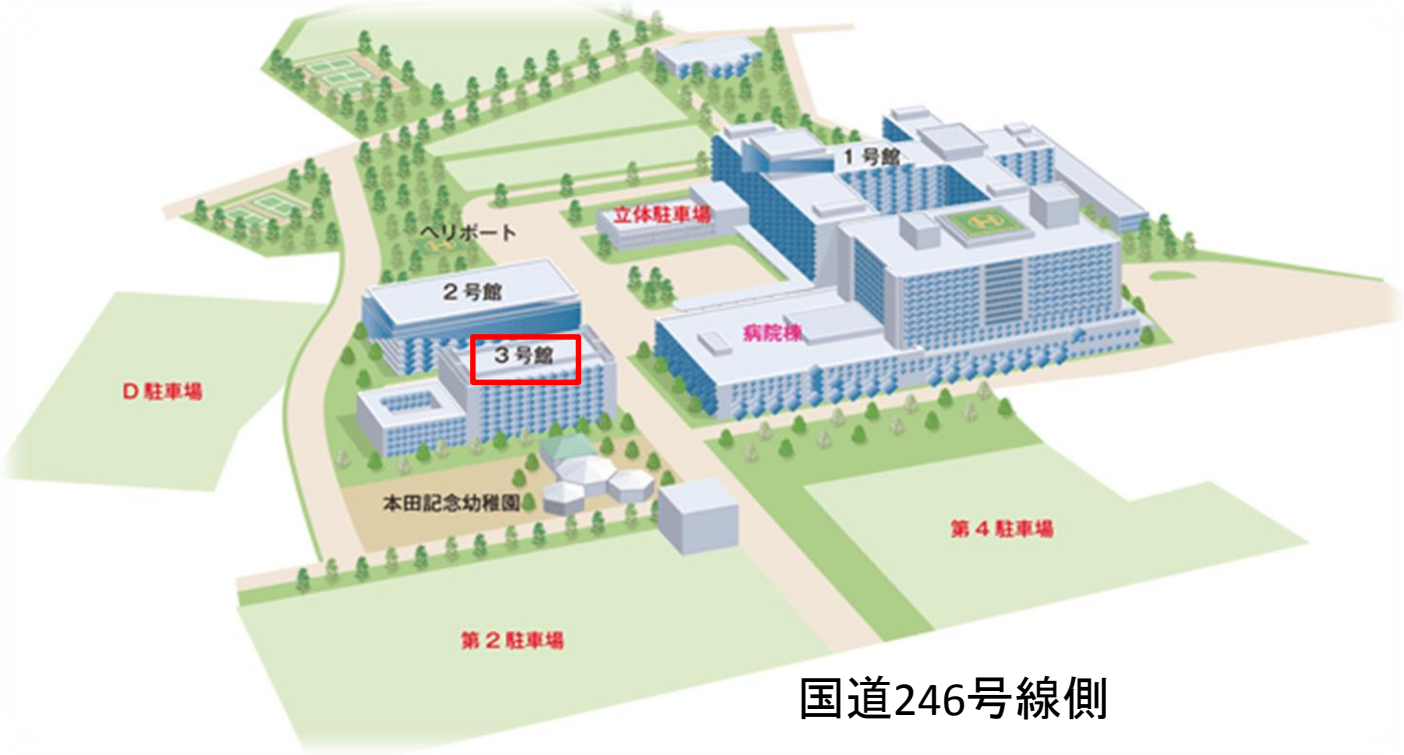 1号館
立体駐車場
ヘリポート
H
H
2号館
病院棟
3号館
D駐車場
本田記念幼稚園
第4駐車場
第2駐車場
国道246号線側